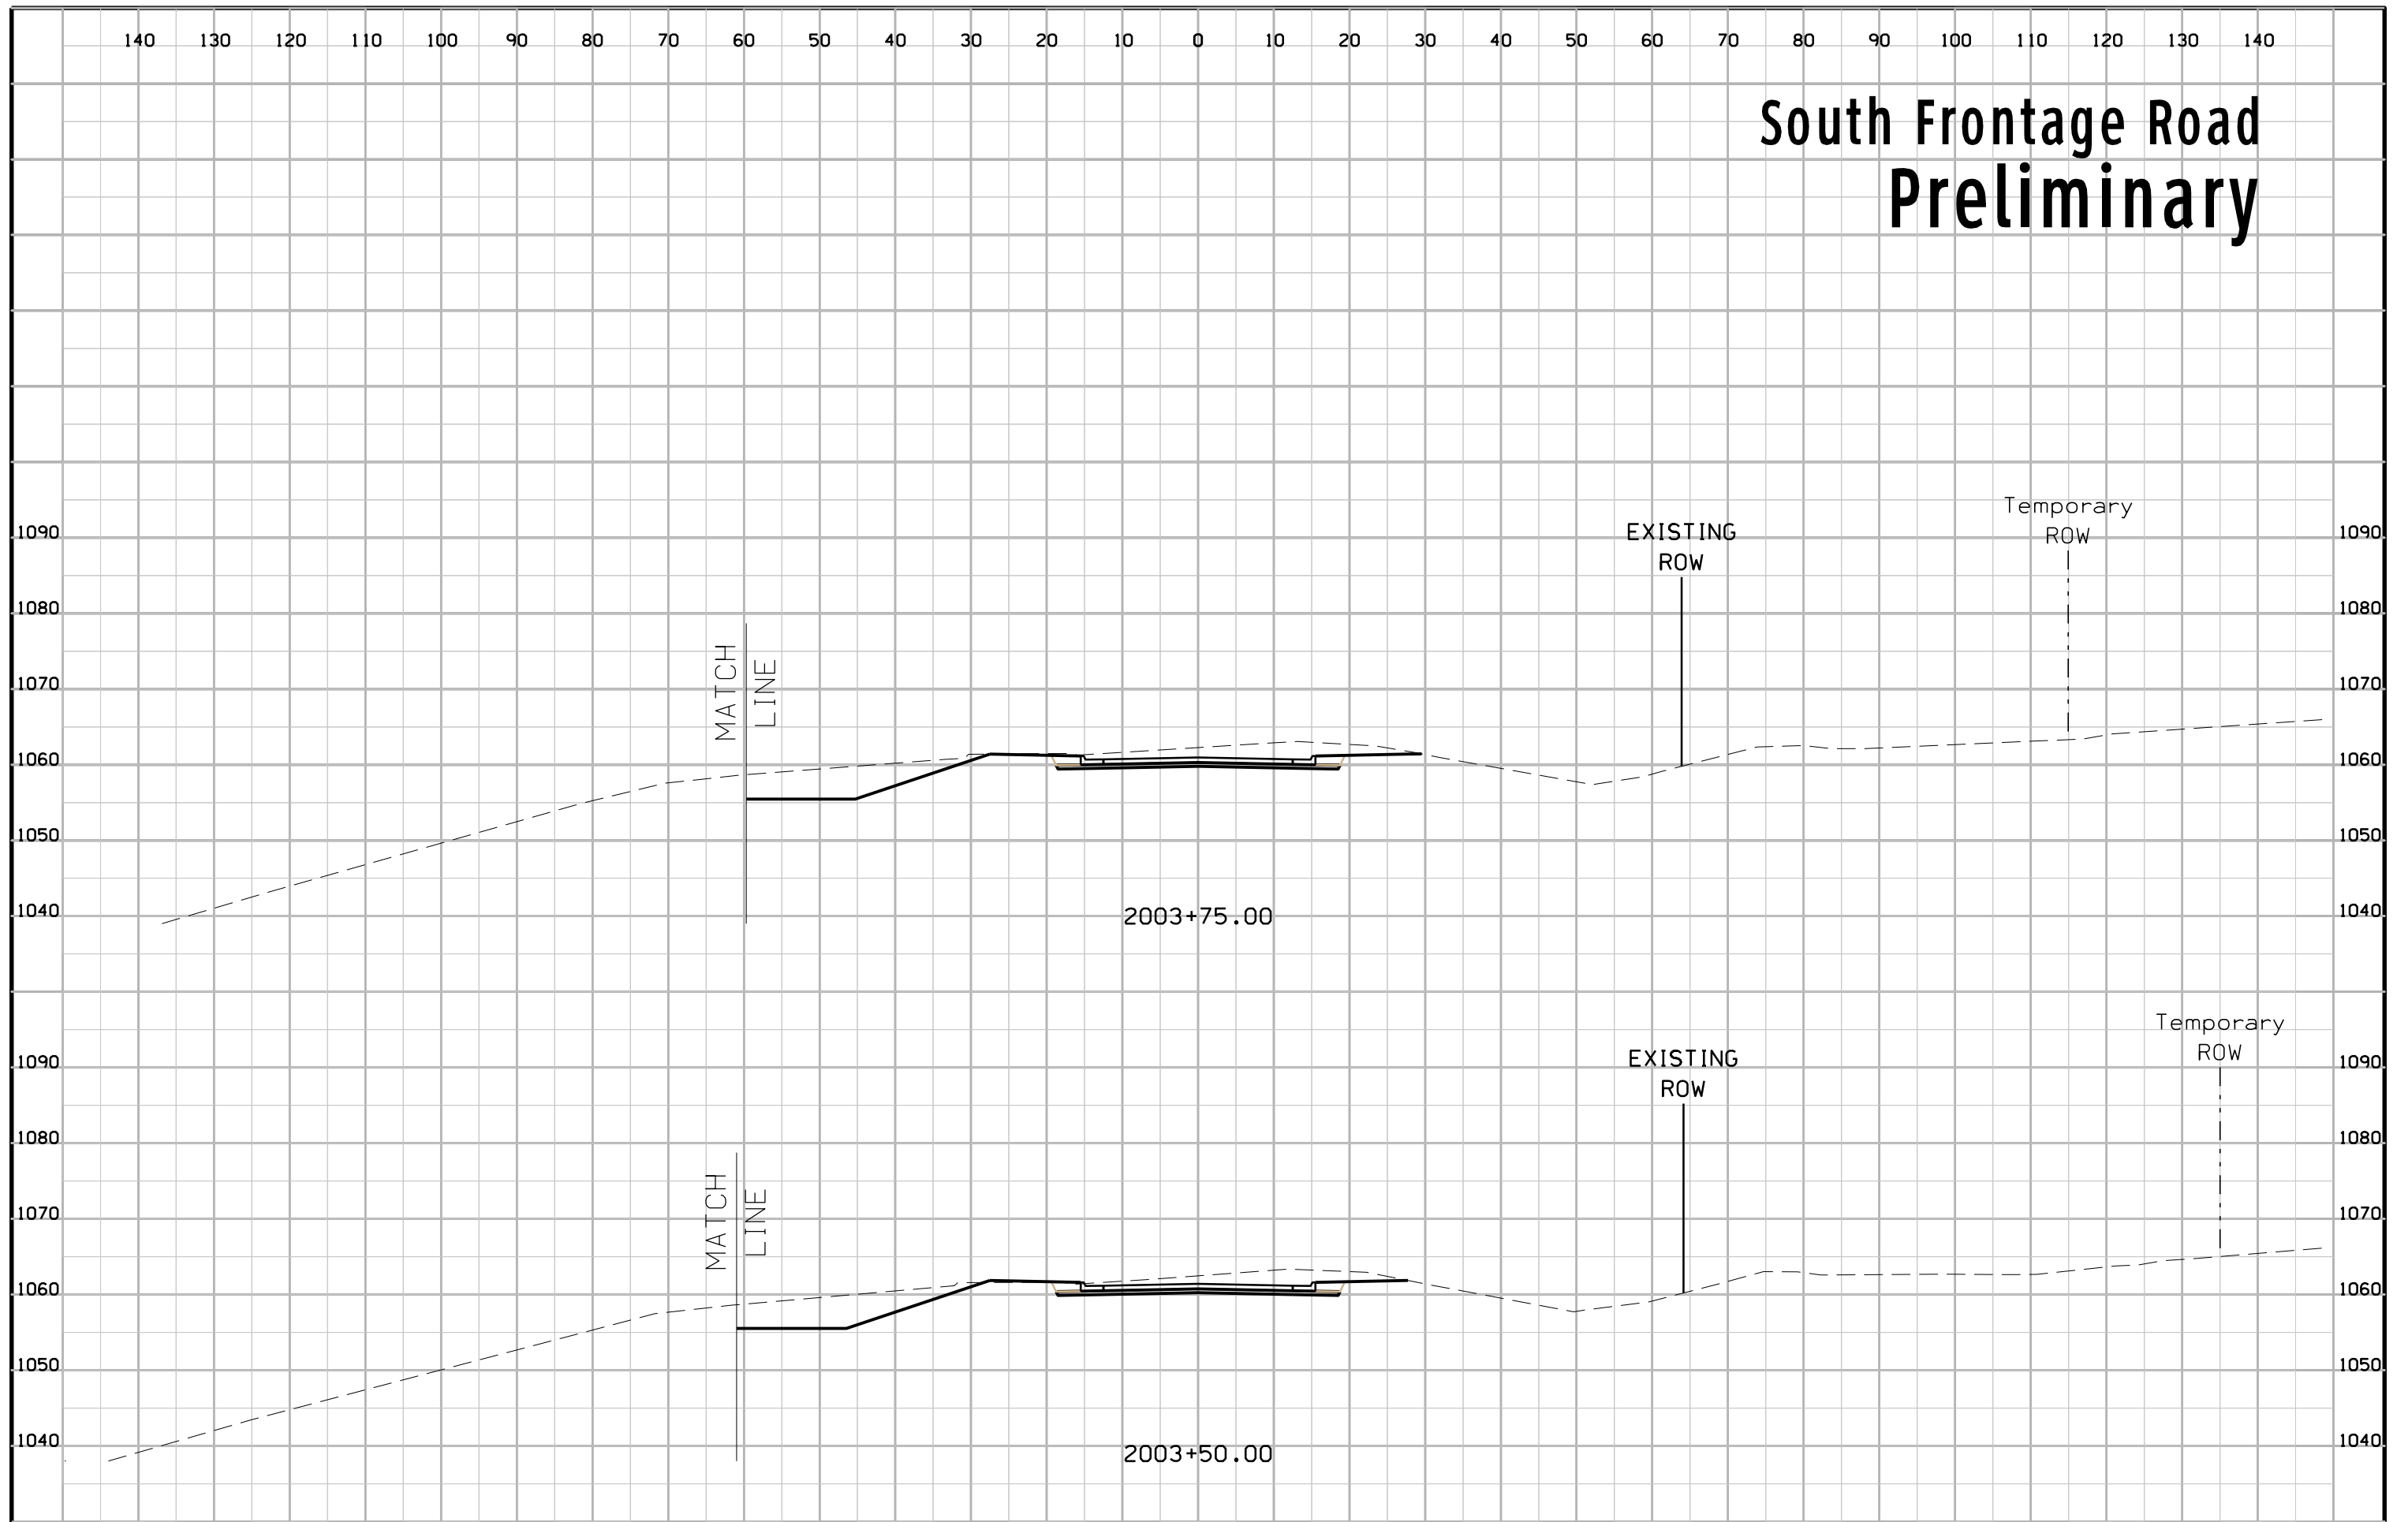 140 130 120 110 100 90 80 70 60 50 40 30 20 10 0 10 20 30 40 50 60 70 80 90 100 110 120 130 140
South Frontage Road
Preliminary
Temporary
ROW
EXISTING
ROW
1090 1090
1080 1080
MATCH
LINE
1070 1070
1060 1060
1050 1050
1040 1040
2003+75.00
Temporary
ROW
EXISTING
ROW
1090 1090
1080 1080
MATCH
LINE
1070 1070
1060 1060
1050 1050
1040 1040
2003+50.00